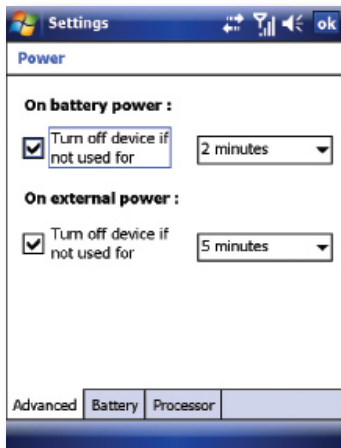 Settings
ok
Power
On battery power :
Turn off device if
not used for
2 minutes
On external power :
Turn off device if
not used for
5 minutes
Advanced Battery Processor